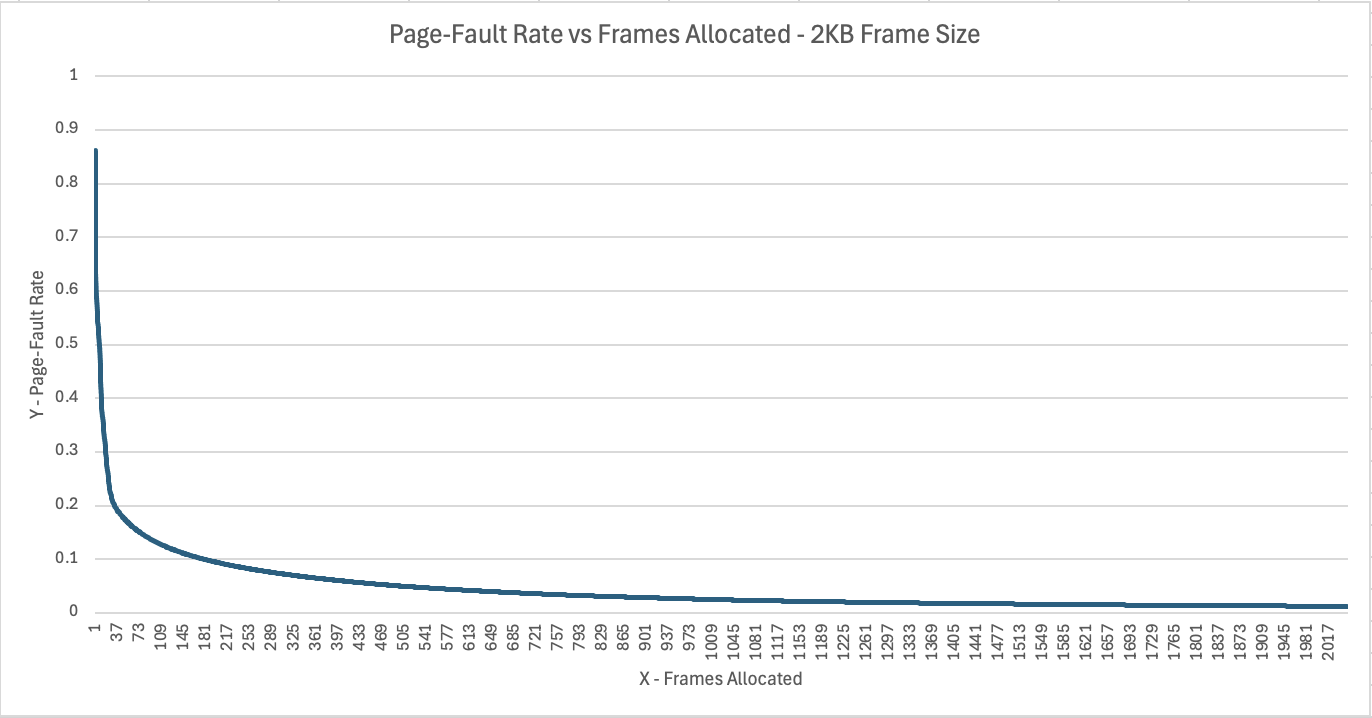 Page-Fault Rate vs Frames Allocated - 2KB Frame Size
1
0.9
0.8
0.7
0.6
0.5
0.4
0.3
0.2
0.1
0
Y - Page-Fault Rate
1 37 73 109 145 181 217 253 289 325 361 397 433 469 505 541 577 613 649 685 721 757 793 829 865 901 937 973 1009 1045 1081 1117 1153 1189 1225 1261 1297 1333 1369 1405 1441 1477 1513 1549 1585 1621 1657 1693 1729 1765 1801 1837 1873 1909 1945 1981 2017
X - Frames Allocated